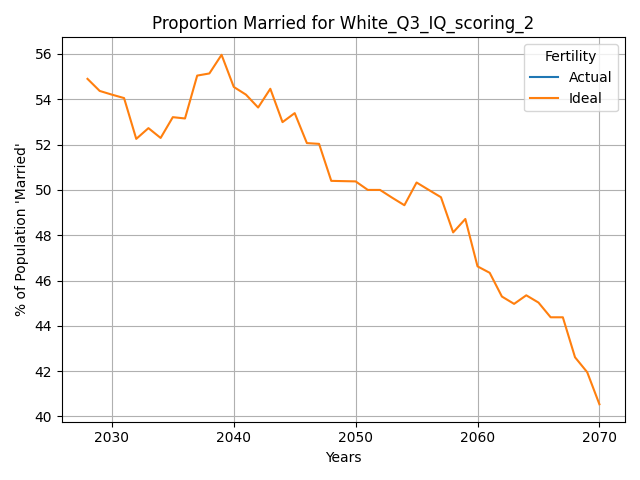 Proportion Married for White_Q3_IQ_scoring_2
% of Population 'Married'
56
54
52
50
48
46
44
42
40
2030 2040 2050 2060 2070
Years
Fertility
Actual
Ideal